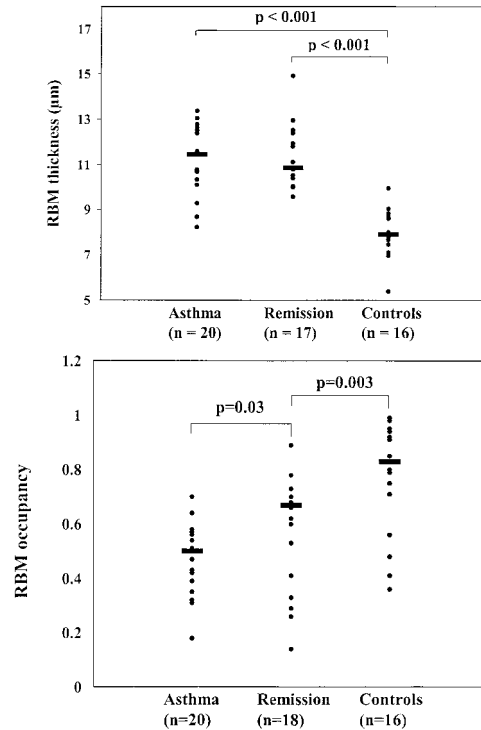 17
p < 0.001
15
p < 0.001
13
11
9
7
5
RBM thickness (µm)
Asthma Remission Controls
(n = 20) (n = 17) (n = 16)
1.2
p=0.003
p=0.03
1
0.8
0.6
0.4
0.2
0
RBM occupancy
Asthma Remission Controls
(n=20) (n=18) (n=16)